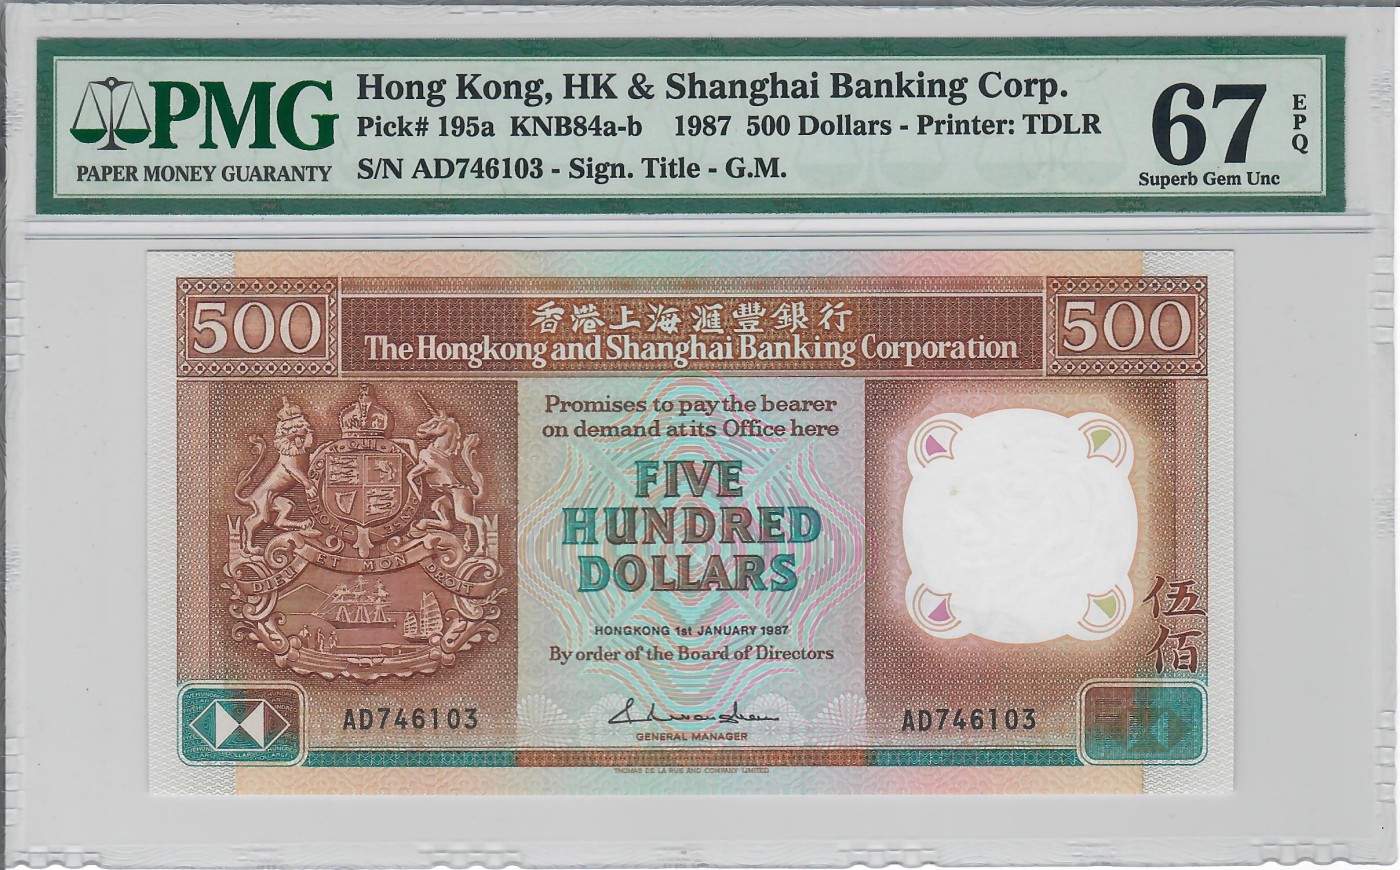 PMG
PAPER MONEY GUARANTY
Hong Kong, HK & Shanghai Banking Corp.
Pick# 195a KNB84a-b 1987 500 Dollars - Printer: TDLR
S/N AD746103 - Sign. Title - G.M.
67
EPQ
Superb Gem Unc
500
香港上海滙豐銀行
500
The Hongkong and Shanghai Banking Corporation
Promises to pay the bearer
on demand at its Office here
FIVE
HUNDRED
DOLLARS
DIEU ET MON DROIT
HONGKONG 1st JANUARY 1987
By order of the Board of Directors
伍佰
AD746103
GENERAL MANAGER
AD746103
THOMAS DE LA RUE AND COMPANY LIMITED